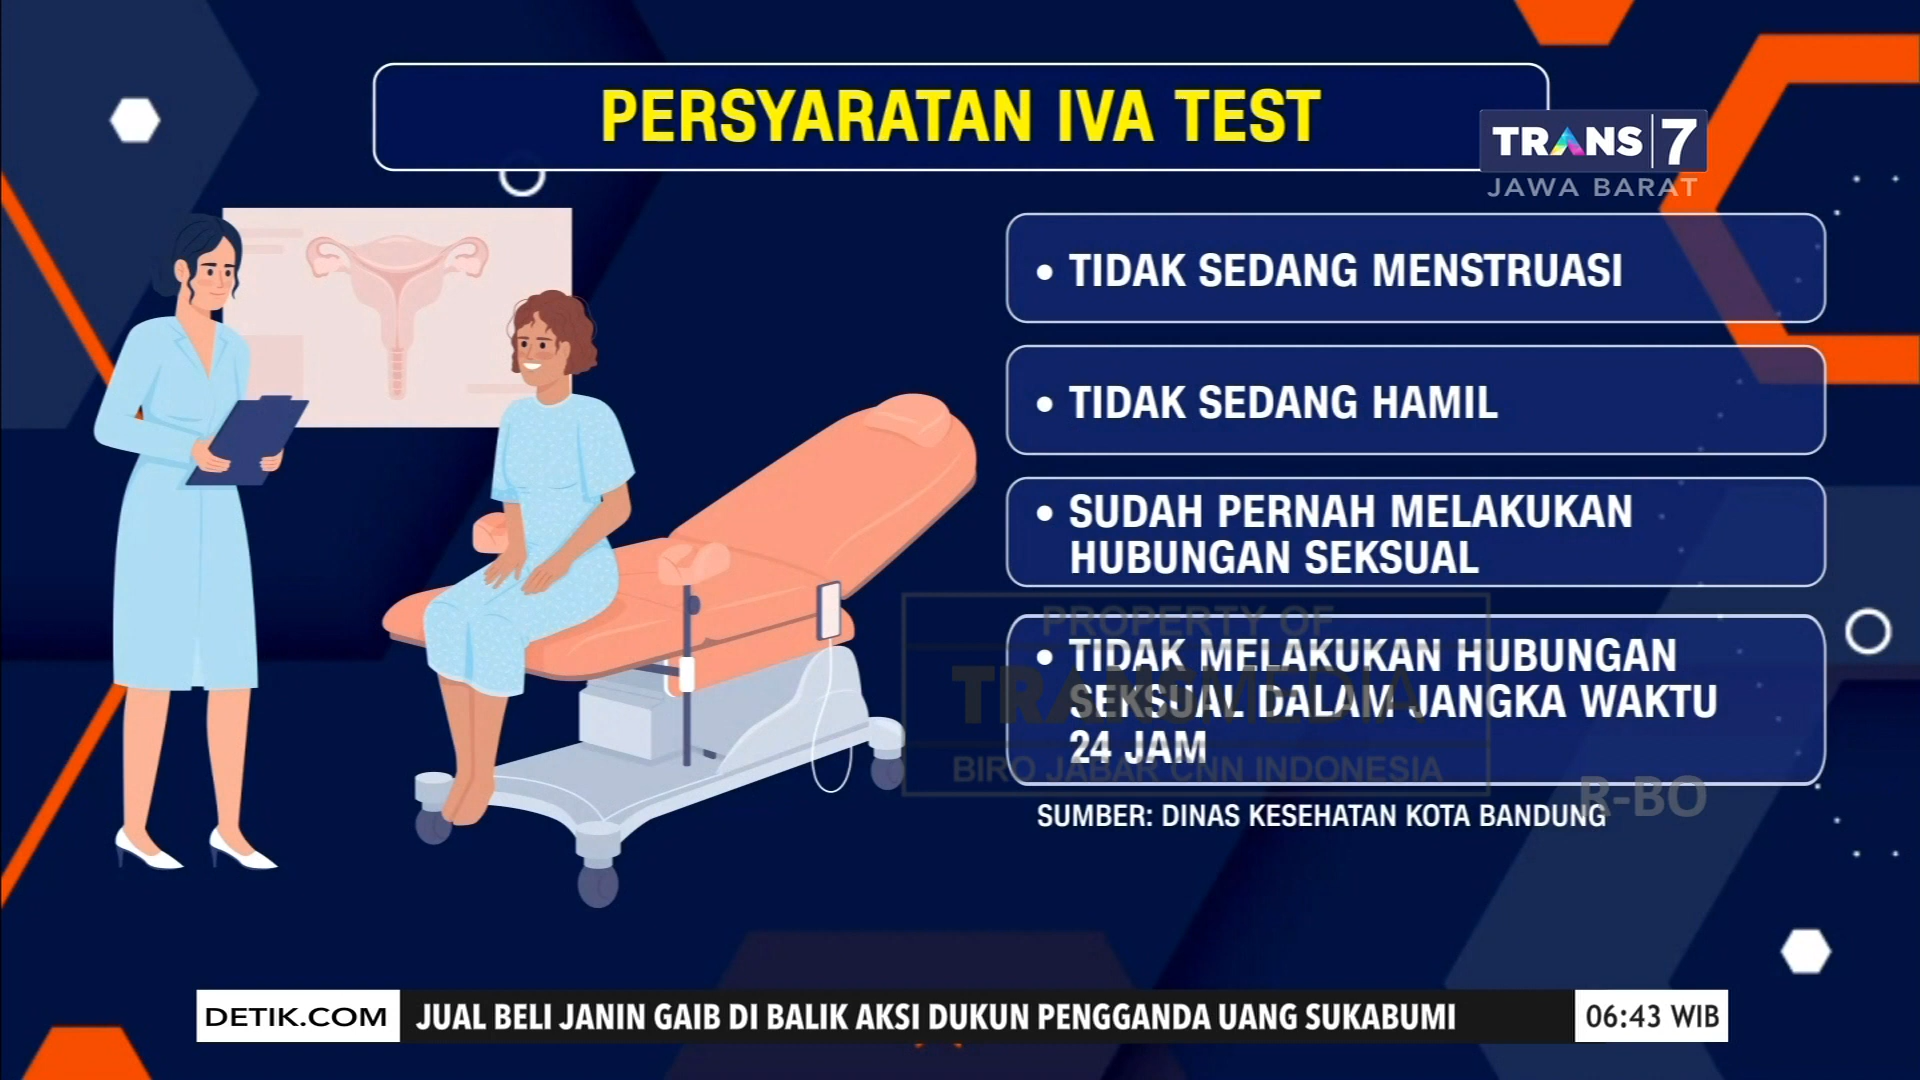 PERSYARATAN IVA TEST
TRANS|7
JAWA BARAT
• TIDAK SEDANG MENSTRUASI
• TIDAK SEDANG HAMIL
• SUDAH PERNAH MELAKUKAN
HUBUNGAN SEKSUAL
• TIDAK MELAKUKAN HUBUNGAN
SEKSUAL DALAM JANGKA WAKTU
24 JAM
PROPERTY OF
TRANSMEDIA
BIRO JABAR CNN INDONESIA
R-BO
SUMBER: DINAS KESEHATAN KOTA BANDUNG
DETIK.COM JUAL BELI JANIN GAIB DI BALIK AKSI DUKUN PENGGANDA UANG SUKABUMI 06:43 WIB